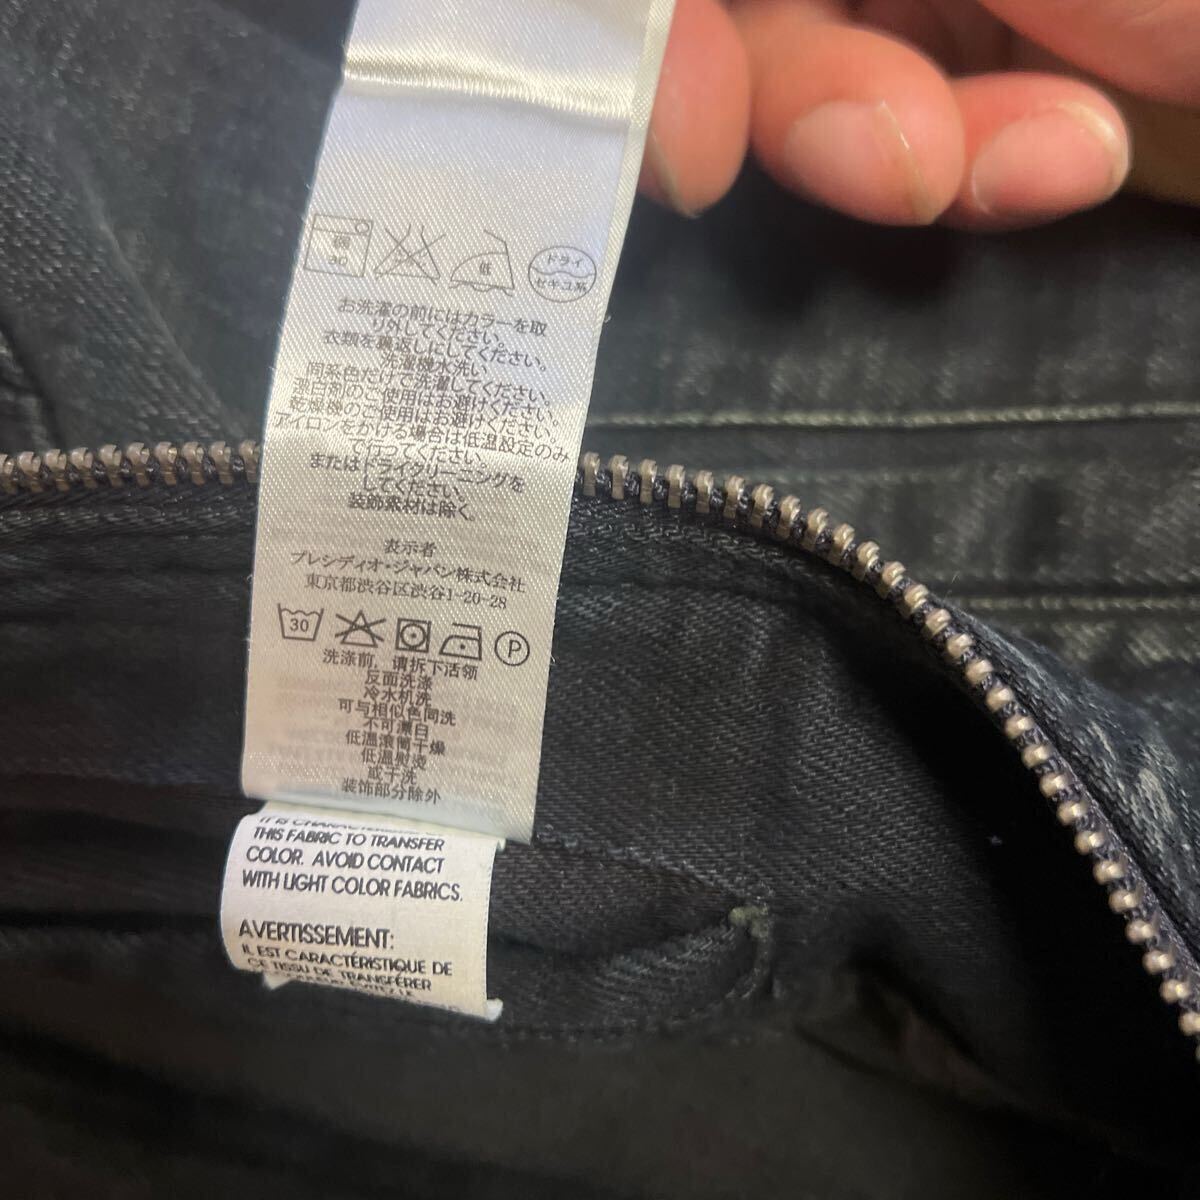 30
低
ドライ
セキユ系
お洗濯の前にはカラーを取
り外してください。
衣類を裏返しにしてください。
洗濯機水洗い
同系色だけで洗濯してください。
漂白剤のご使用はお避けください。
乾燥機のご使用はお避けください。
アイロンをかける場合は低温設定のみ
で行ってください。
またはドライクリーニングを
してください。
装飾素材は除く。
表示者
プレシディオ・ジャパン株式会社
東京都渋谷区渋谷1-20-28
30
P
洗涤前，请拆下活领
反面洗涤
冷水机洗
可与相似色同洗
不可漂白
低温滚筒干燥
低温熨烫
或干洗
装饰部分除外
THIS FABRIC TO TRANSFER
COLOR. AVOID CONTACT
WITH LIGHT COLOR FABRICS.
AVERTISSEMENT:
IL EST CARACTÉRISTIQUE DE
CE TISSU DE TRANSFÉRER